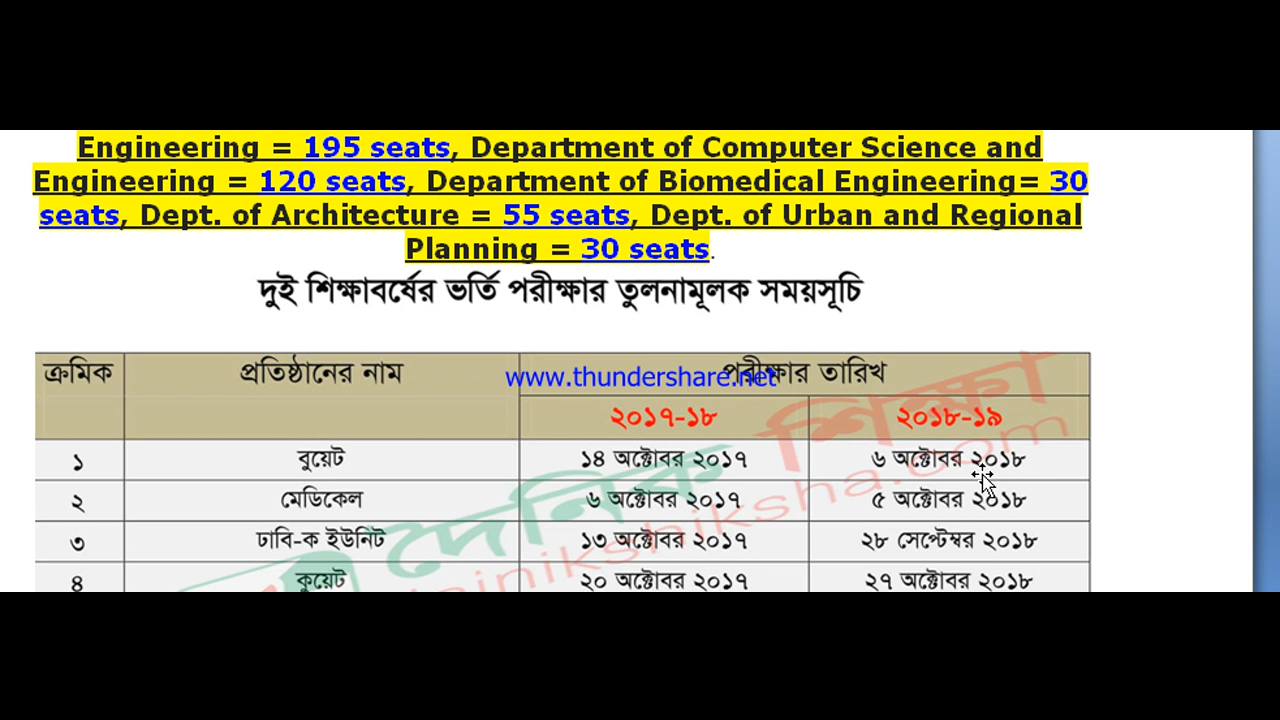 Engineering = 195 seats, Department of Computer Science and
Engineering = 120 seats, Department of Biomedical Engineering= 30
seats, Dept. of Architecture = 55 seats, Dept. of Urban and Regional
Planning = 30 seats.
দুই শিক্ষাবর্ষের ভর্তি পরীক্ষার তুলনামূলক সময়সূচি
ক্রমিক প্রতিষ্ঠানের নাম পরীক্ষার তারিখ
www.thundershare.net
২০১৭-১৮ ২০১৮-১৯
১ বুয়েট ১৪ অক্টোবর ২০১৭ ৬ অক্টোবর ২০১৮
২ মেডিকেল ৬ অক্টোবর ২০১৭ ৫ অক্টোবর ২০১৮
৩ ঢাবি-ক ইউনিট ১৩ অক্টোবর ২০১৭ ২৮ সেপ্টেম্বর ২০১৮
৪ কুয়েট ২০ অক্টোবর ২০১৭ ২৭ অক্টোবর ২০১৮
দৈনিক শিক্ষা